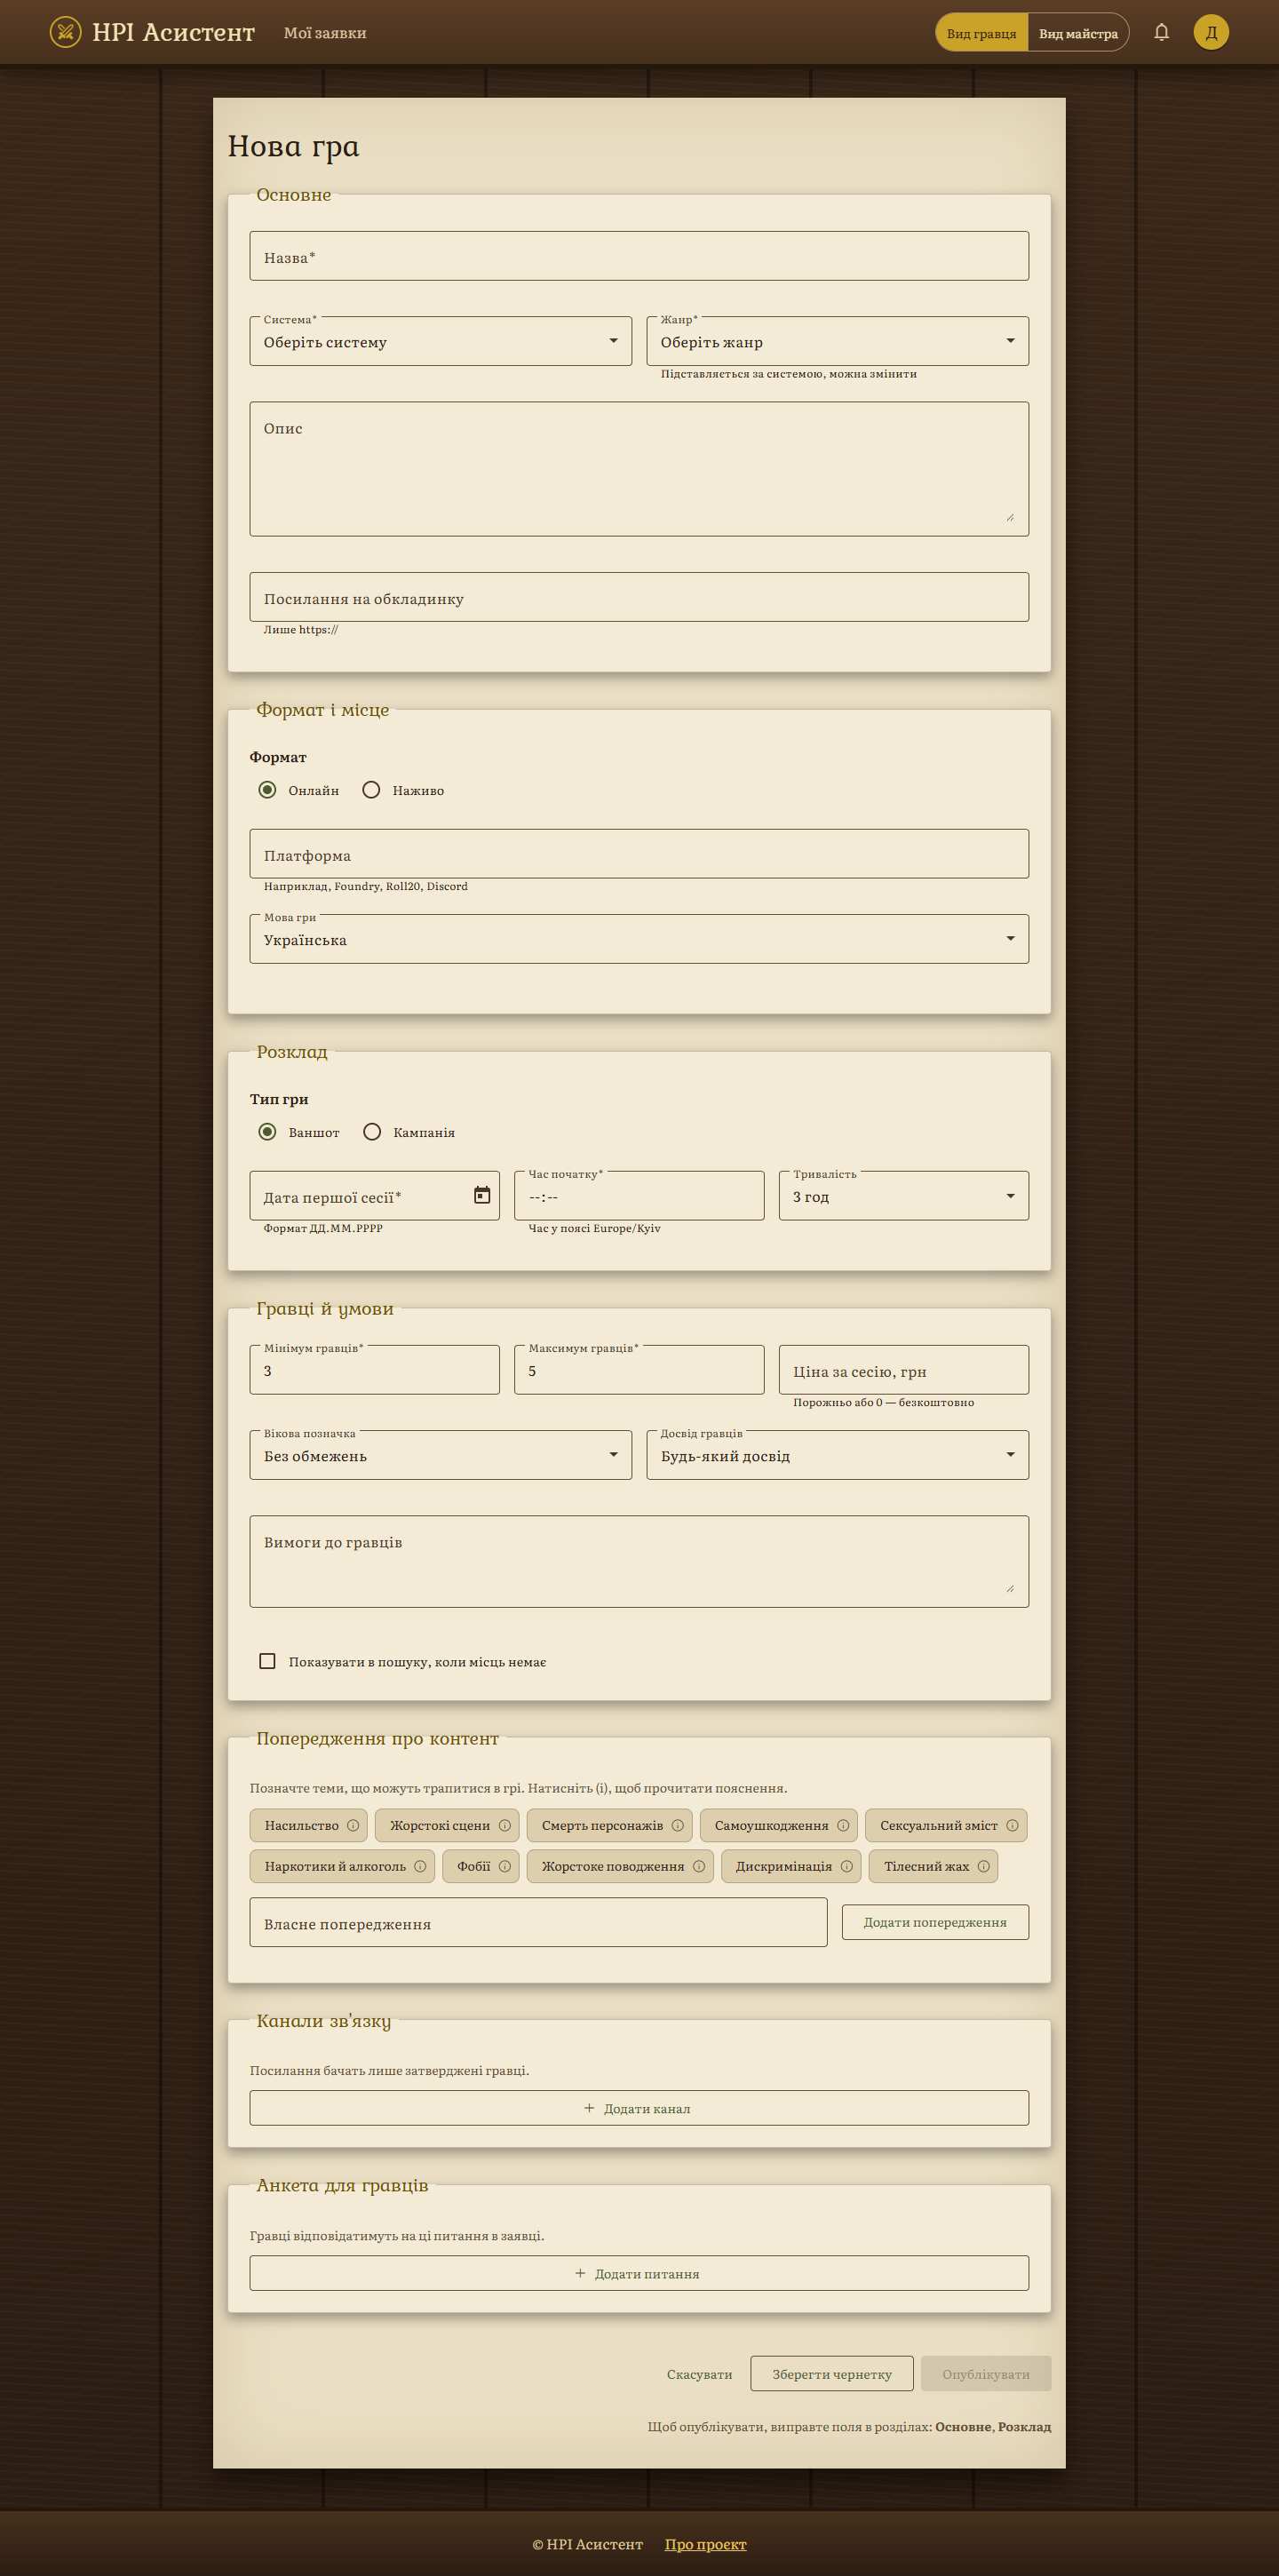 НРІ Асистент Мої заявки Вид гравця Вид майстра Д
Нова гра
Основне
Назва*
Система* Жанр*
Оберіть систему Оберіть жанр
Підставляється за системою, можна змінити
Опис
Посилання на обкладинку
Лише https://
Формат і місце
Формат
Онлайн Наживо
Платформа
Наприклад, Foundry, Roll20, Discord
Мова гри
Українська
Розклад
Тип гри
Ваншот Кампанія
Час початку* Тривалість
Дата першої сесії* --:-- 3 год
Формат ДД.ММ.РРРР Час у поясі Europe/Kyiv
Гравці й умови
Мінімум гравців* Максимум гравців*
3 5 Ціна за сесію, грн
Порожньо або 0 — безкоштовно
Вікова позначка Досвід гравців
Без обмежень Будь-який досвід
Вимоги до гравців
Показувати в пошуку, коли місць немає
Попередження про контент
Позначте теми, що можуть трапитися в грі. Натисніть (i), щоб прочитати пояснення.
Насильство Жорстокі сцени Смерть персонажів Самоушкодження Сексуальний зміст
Наркотики й алкоголь Фобії Жорстоке поводження Дискримінація Тілесний жах
Власне попередження Додати попередження
Канали зв'язку
Посилання бачать лише затверджені гравці.
+ Додати канал
Анкета для гравців
Гравці відповідатимуть на ці питання в заявці.
+ Додати питання
Скасувати Зберегти чернетку Опублікувати
Щоб опублікувати, виправте поля в розділах: Основне, Розклад
© НРІ Асистент Про проєкт